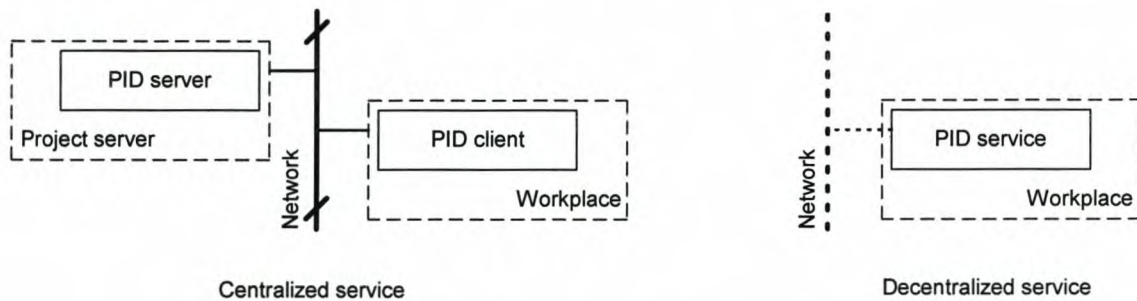 PID server
Project server
Network
PID client
Workplace
Centralized service
Network
PID service
Workplace
Decentralized service